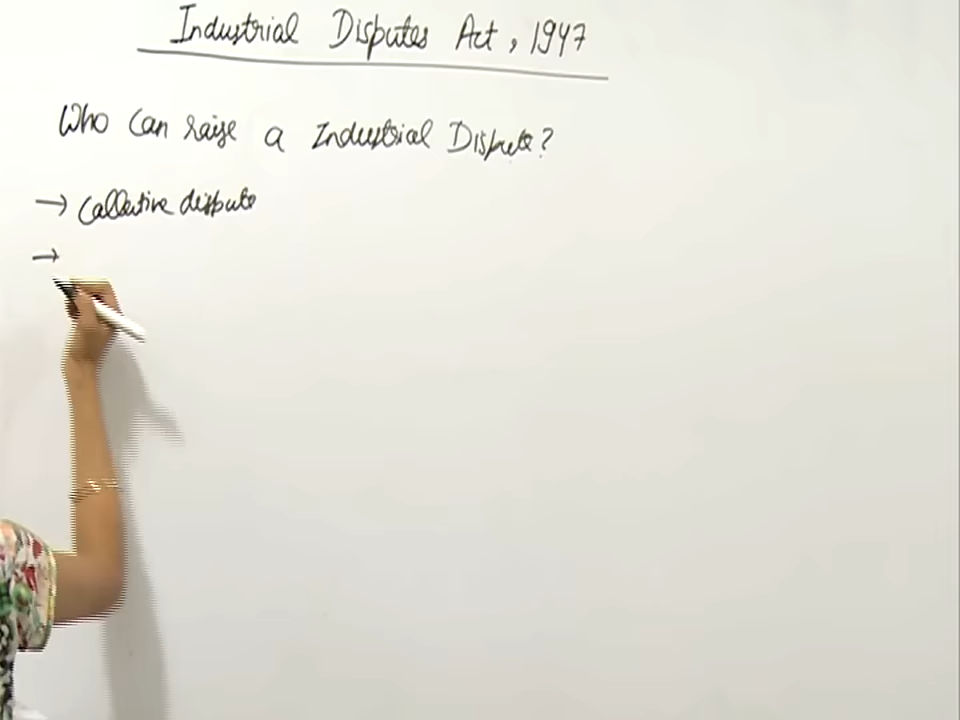 Industrial Disputes Act, 1947
Who can raise a Industrial Dispute?
→ Collective dispute
→